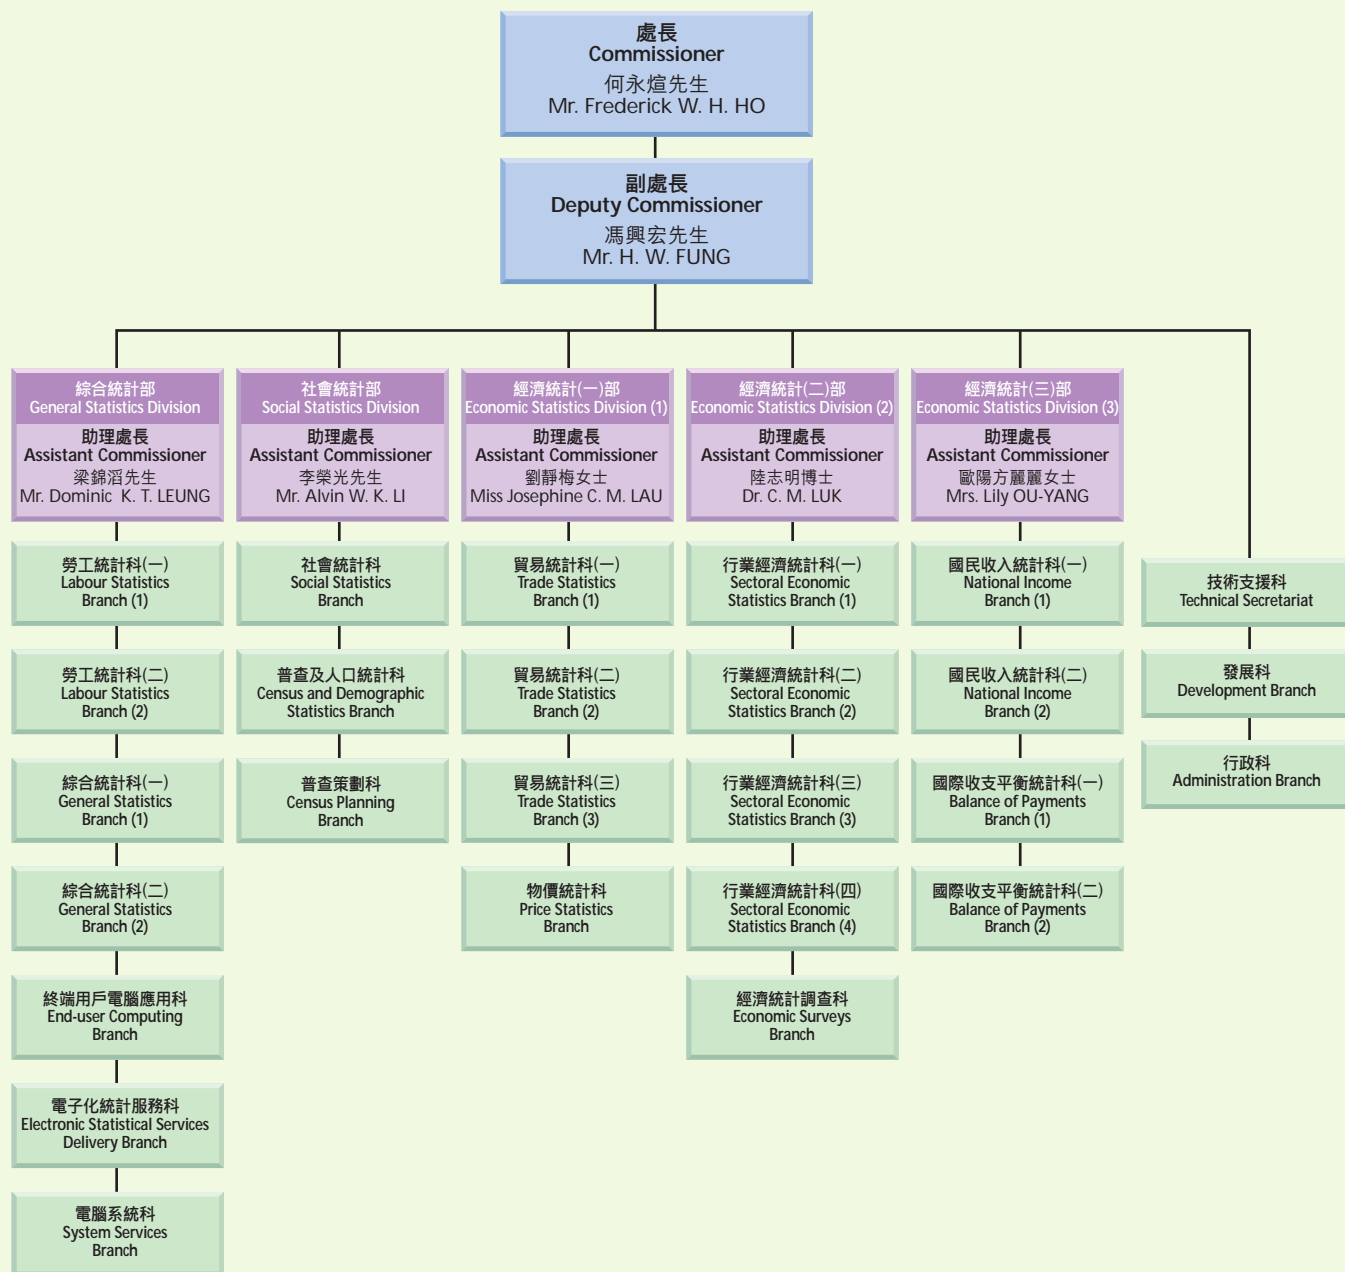 處長
Commissioner
何永煊先生
Mr. Frederick W. H. HO
副處長
Deputy Commissioner
馮興宏先生
Mr. H. W. FUNG
綜合統計部
General Statistics Division
助理處長
Assistant Commissioner
梁錦滔先生
Mr. Dominic K. T. LEUNG
勞工統計科(一)
Labour Statistics
Branch (1)
勞工統計科(二)
Labour Statistics
Branch (2)
綜合統計科(一)
General Statistics
Branch (1)
綜合統計科(二)
General Statistics
Branch (2)
終端用戶電腦應用科
End-user Computing
Branch
電子化統計服務科
Electronic Statistical Services
Delivery Branch
電腦系統科
System Services
Branch
社會統計部
Social Statistics Division
助理處長
Assistant Commissioner
李榮光先生
Mr. Alvin W. K. LI
社會統計科
Social Statistics
Branch
普查及人口統計科
Census and Demographic
Statistics Branch
普查策劃科
Census Planning
Branch
經濟統計(一)部
Economic Statistics Division (1)
助理處長
Assistant Commissioner
劉靜梅女士
Miss Josephine C. M. LAU
貿易統計科(一)
Trade Statistics
Branch (1)
貿易統計科(二)
Trade Statistics
Branch (2)
貿易統計科(三)
Trade Statistics
Branch (3)
物價統計科
Price Statistics
Branch
經濟統計(二)部
Economic Statistics Division (2)
助理處長
Assistant Commissioner
陸志明博士
Dr. C. M. LUK
行業經濟統計科(一)
Sectoral Economic
Statistics Branch (1)
行業經濟統計科(二)
Sectoral Economic
Statistics Branch (2)
行業經濟統計科(三)
Sectoral Economic
Statistics Branch (3)
行業經濟統計科(四)
Sectoral Economic
Statistics Branch (4)
經濟統計調查科
Economic Surveys
Branch
經濟統計(三)部
Economic Statistics Division (3)
助理處長
Assistant Commissioner
歐陽方麗麗女士
Mrs. Lily OU-YANG
國民收入統計科(一)
National Income
Branch (1)
國民收入統計科(二)
National Income
Branch (2)
國際收支平衡統計科(一)
Balance of Payments
Branch (1)
國際收支平衡統計科(二)
Balance of Payments
Branch (2)
技術支援科
Technical Secretariat
發展科
Development Branch
行政科
Administration Branch